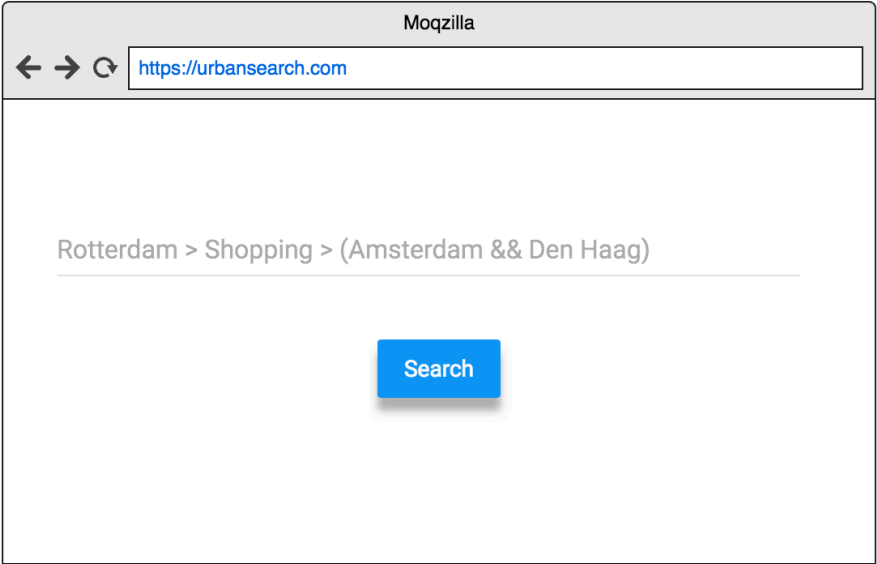 Moqzilla
https://urbansearch.com
Rotterdam > Shopping > (Amsterdam && Den Haag)
Search